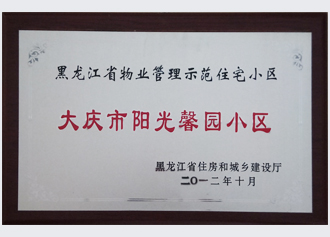 黑龙江省物业管理示范住宅小区
大庆市阳光馨园小区
黑龙江省住房和城乡建设厅
二〇一二年十月